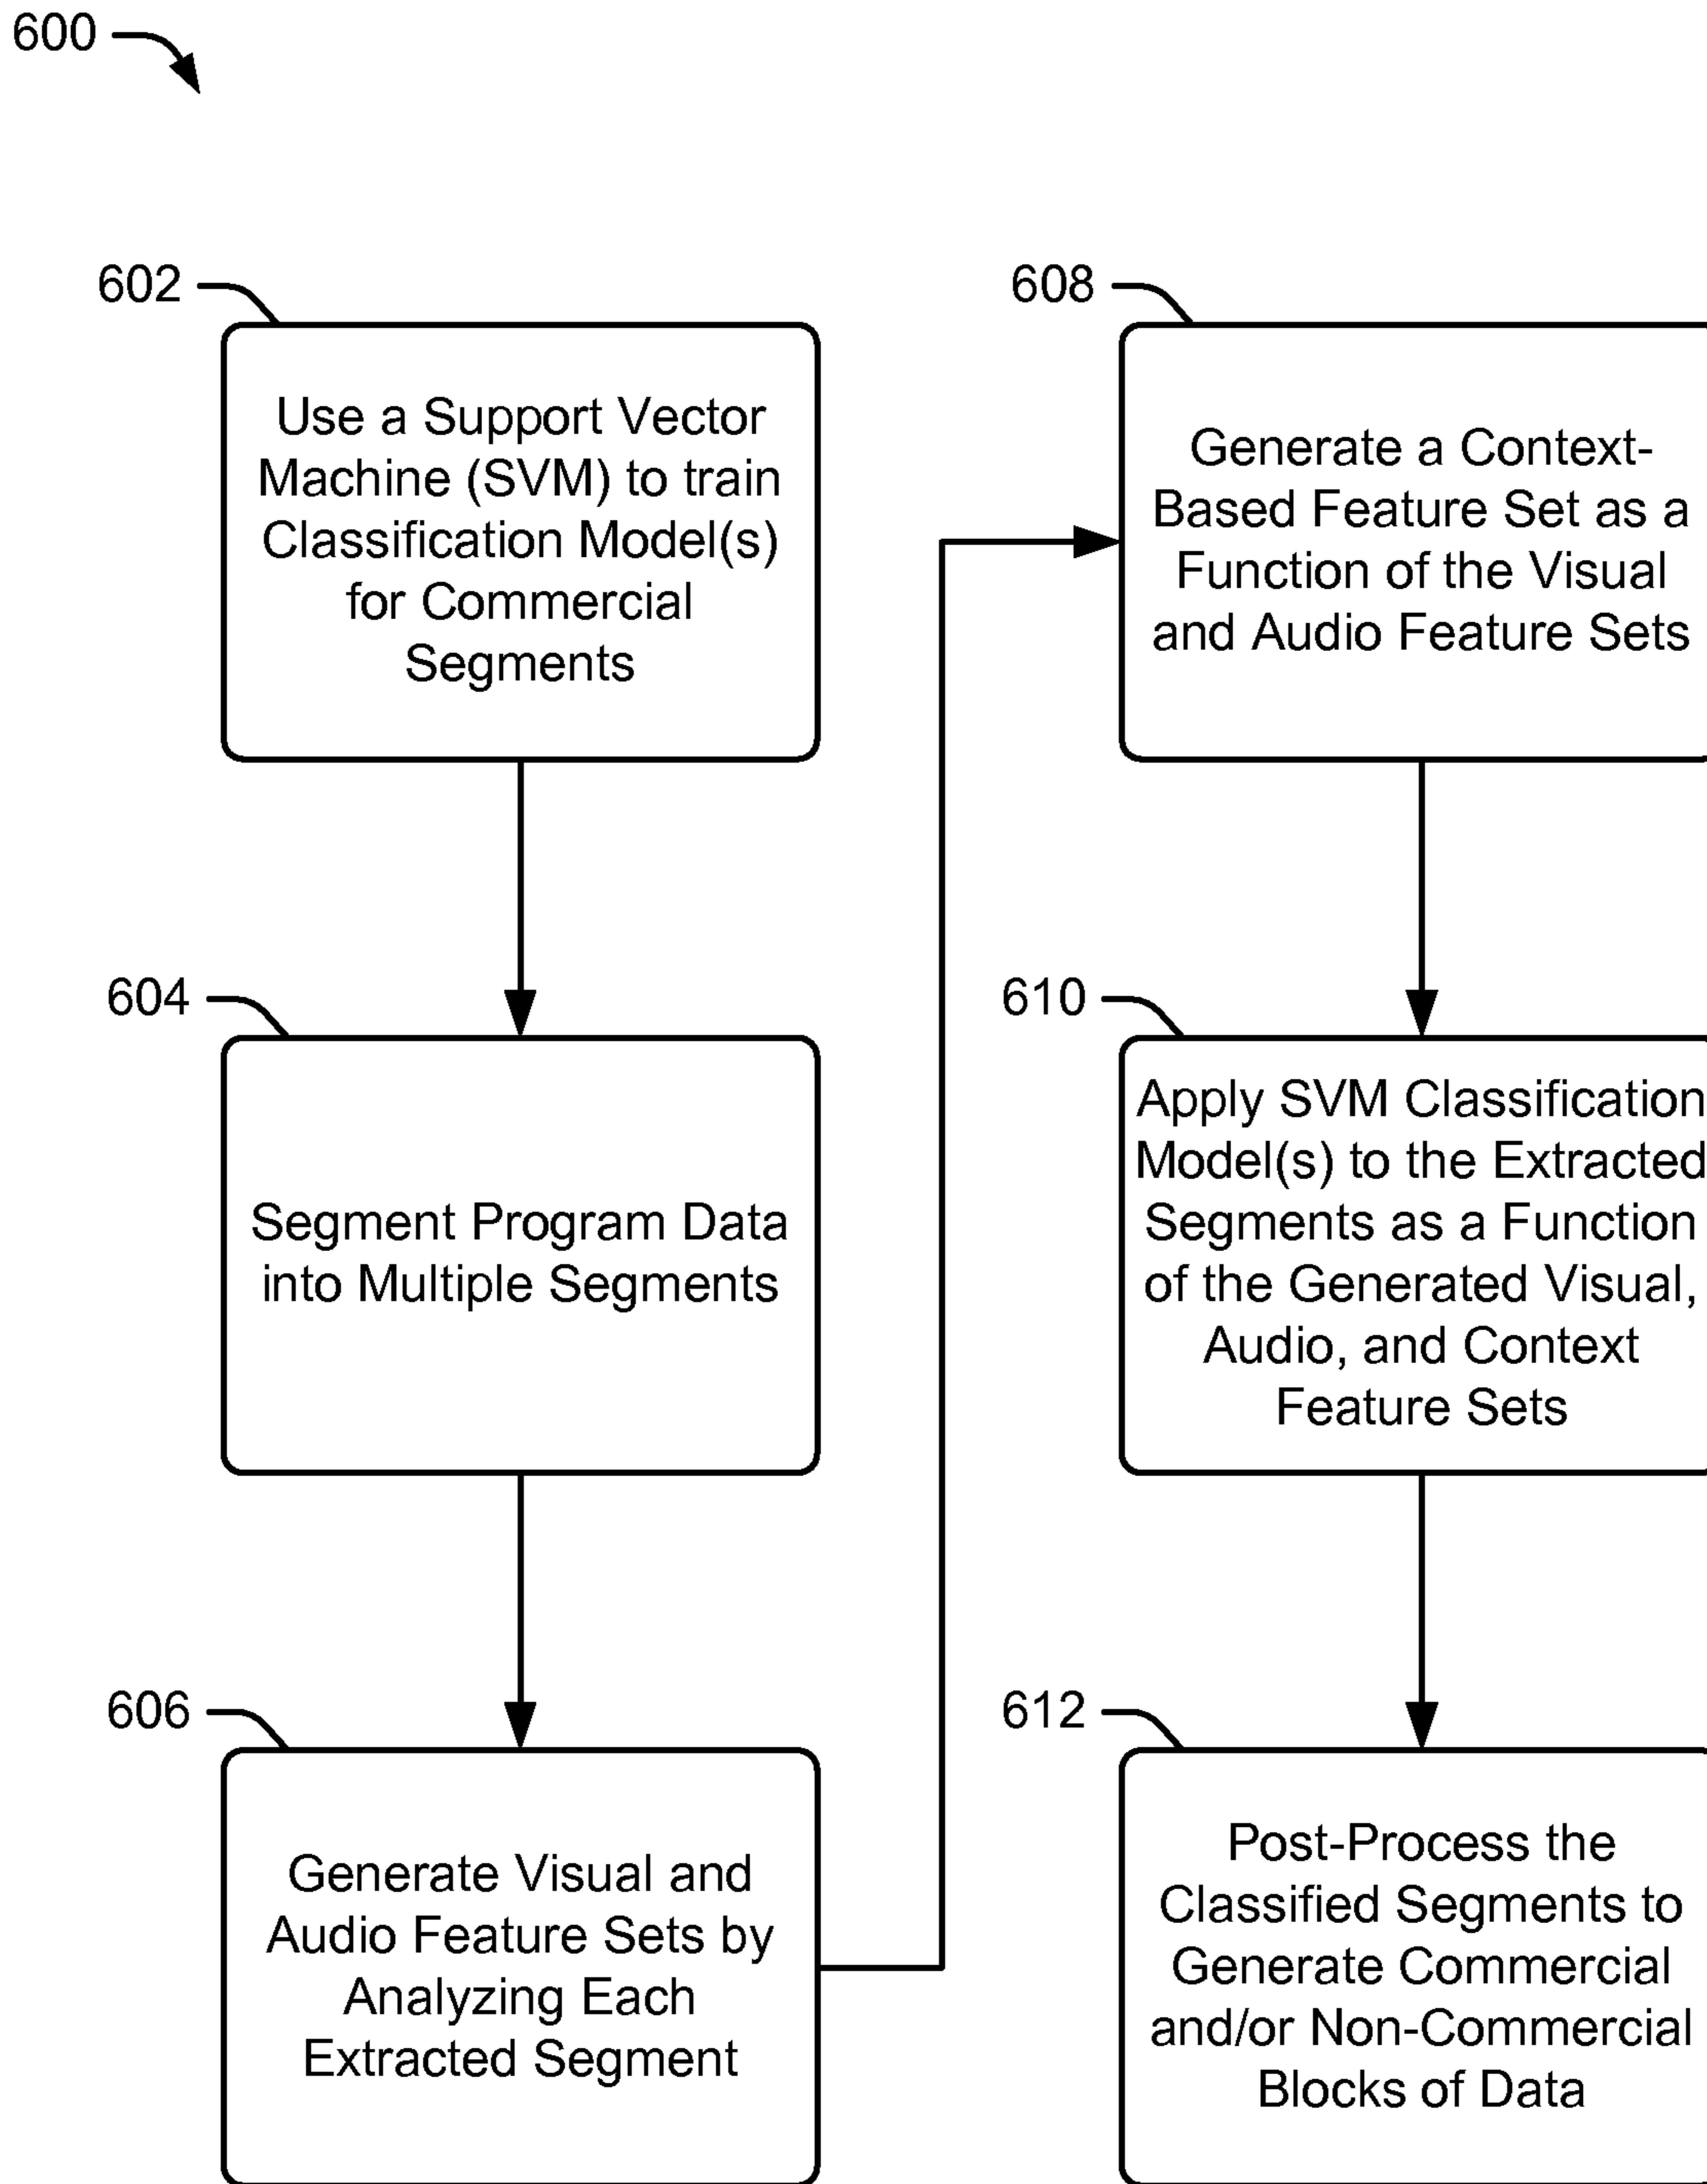 600
602
Use a Support Vector
Machine (SVM) to train
Classification Model(s)
for Commercial
Segments
604
Segment Program Data
into Multiple Segments
606
Generate Visual and
Audio Feature Sets by
Analyzing Each
Extracted Segment
608
Generate a Context-
Based Feature Set as a
Function of the Visual
and Audio Feature Sets
610
Apply SVM Classification
Model(s) to the Extracted
Segments as a Function
of the Generated Visual,
Audio, and Context
Feature Sets
612
Post-Process the
Classified Segments to
Generate Commercial
and/or Non-Commercial
Blocks of Data